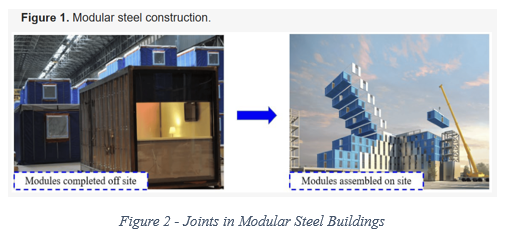 Figure 1. Modular steel construction.
Modules completed off site
Modules assembled on site
Figure 2 - Joints in Modular Steel Buildings